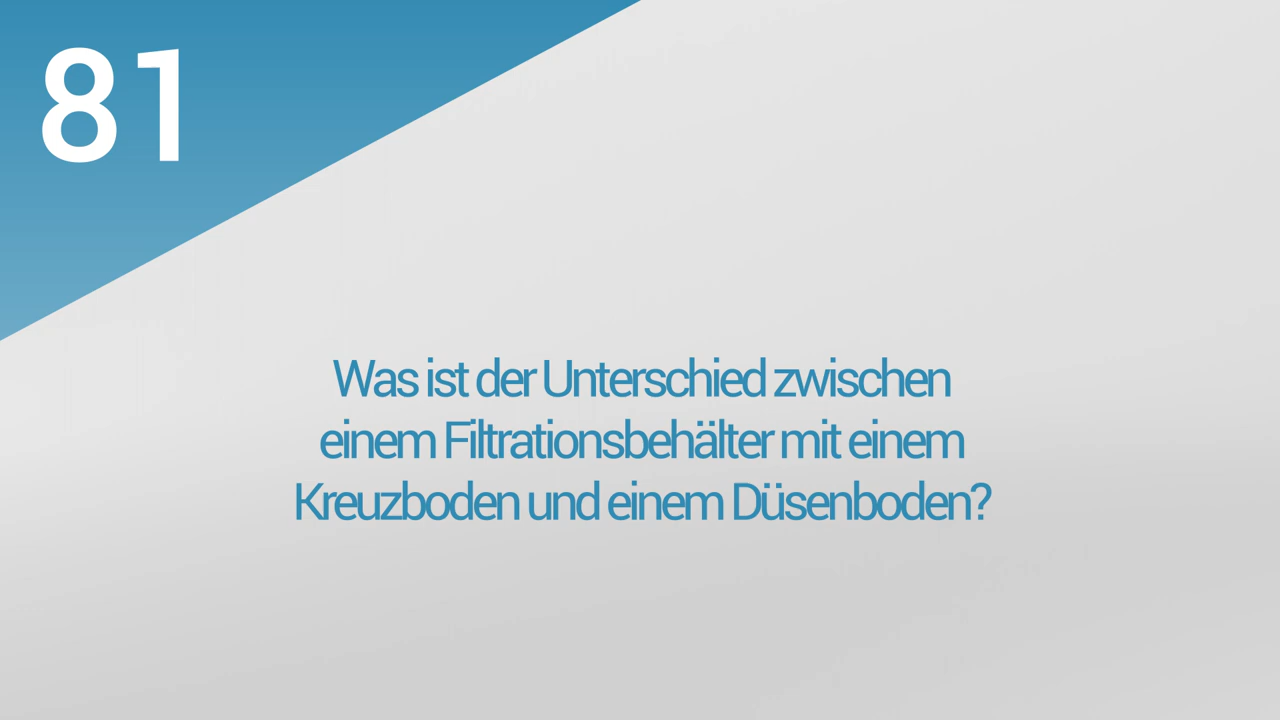 81
Was ist der Unterschied zwischen
einem Filtrationsbehälter mit einem
Kreuzboden und einem Düsenboden?